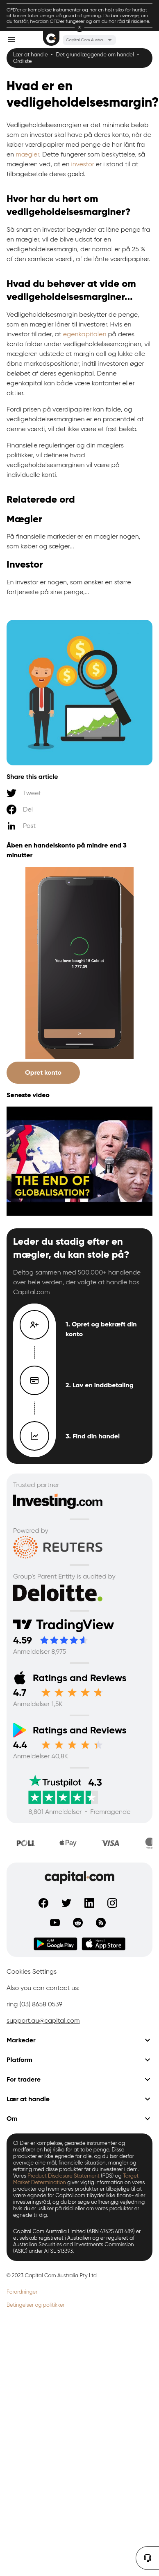 CFD'er er komplekse instrumenter og har en høj risiko for hurtigt
at kunne tabe penge på grund af gearing. Du bør overveje, om
du forstår, hvordan CFD'er fungerer og om du har råd til at risicere.
Capital Com Austra...
Lær at handle • Det grundlæggende om handel •
Ordliste
Hvad er en
vedligeholdelsesmargin?
Vedligeholdelsesmargin er det minimale beløb
som en investor skal have på deres konto, når
de har brugt en del af det til at låne penge fra
en mægler. Dette fungerer som beskyttelse, så
mægleren ved, at en investor er i stand til at
tilbagebetale deres gæld.
Hvor har du hørt om
vedligeholdelsesmarginer?
Så snart en investor begynder at låne penge fra
en mægler, vil de blive udsat for en
vedligeholdelsesmargin, der normalt er på 25 %
af den samlede værdi af værdipapirer.
Hvad du behøver at vide om
vedligeholdelsesmarginer...
Vedligeholdelsesmargin beskytter de penge,
som en mægler låner til investorer. Hvis en
investor tillader, at egenkapitalen på deres
konto falder under vedligeholdelsesmarginen, vil
mægleren udstede et margin call og lukke alle
åbne markedspositioner, indtil investoren øger
beløbet af deres egenkapital. Denne
egenkapital kan være både kontanter eller
aktier.
Fordi prisen på værdipapirer kan falde, og
vedligeholdelsesmarginen er en procentdel af
denne værdi, vil det ikke være et fast beløb.
Finansielle reguleringer og din mæglers
politikker, vil definere hvad
vedligeholdelsesmarginen vil være på
individuelle konti.
Relaterede ord
Mægler
På finansielle markeder er en mægler nogen,
som køber og sælger...
Investor
En investor er nogen, som ønsker en større
fortjeneste på sine penge,...
Share this article
Tweet
Del
Post
Åben en handelskonto på mindre end 3
minutter
You have bought 15 Gold at
1 777,59
Opret konto
Seneste video
THE END OF
GLOBALISATION?
Leder du stadig efter en
mægler, du kan stole på?
Deltag sammen med 500.000+ handlende
over hele verden, der valgte at handle hos
Capital.com
1. Opret og bekræft din
konto
2. Lav en inddbetaling
3. Find din handel
Trusted partner
Investing.com
Powered by
REUTERS
Group's Parent Entity is audited by
Deloitte.
TradingView
4.59
Anmeldelser 8,975
Ratings and Reviews
4.7
Anmeldelser 1,5K
Ratings and Reviews
4.4
Anmeldelser 40,8K
Trustpilot 4.3
8,801 Anmeldelser • Fremragende
POLi
Pay
VISA
capital.com
Google Play
App Store
Cookies Settings
Also you can contact us:
ring (03) 8658 0539
support.au@capital.com
Markeder
Platform
For tradere
Lær at handle
Om
CFD'er er komplekse, gearede instrumenter og
medfører en høj risiko for at tabe penge. Disse
produkter er ikke egnede for alle investorer, og du
bør overveje dine formål, situation, mangler og
erfaring med disse produkter før du investerer i dem.
Vores Product Disclosure Statement (PDS) og Target
Market Determination giver vigtig information om vores
produkter og hvem vores produkter er tilbøjelige til at
være egnede for. Capitalcom udbyder ikke finans- eller
investeringsråd, og du bør søge uafhængig vejledning
hvis du er usikker på hvorvidt vores produkter er
egnede til dig.
Capital Com Australia Limited (ABN 47625 601 489) er
et selskab registreret i Australien og er reguleret af
Australian Securities and Investments Commission
(ASIC) under AFSL 513393.
© 2023 Capital Com Australia Pty Ltd
Forordninger
Betingelser og politikker